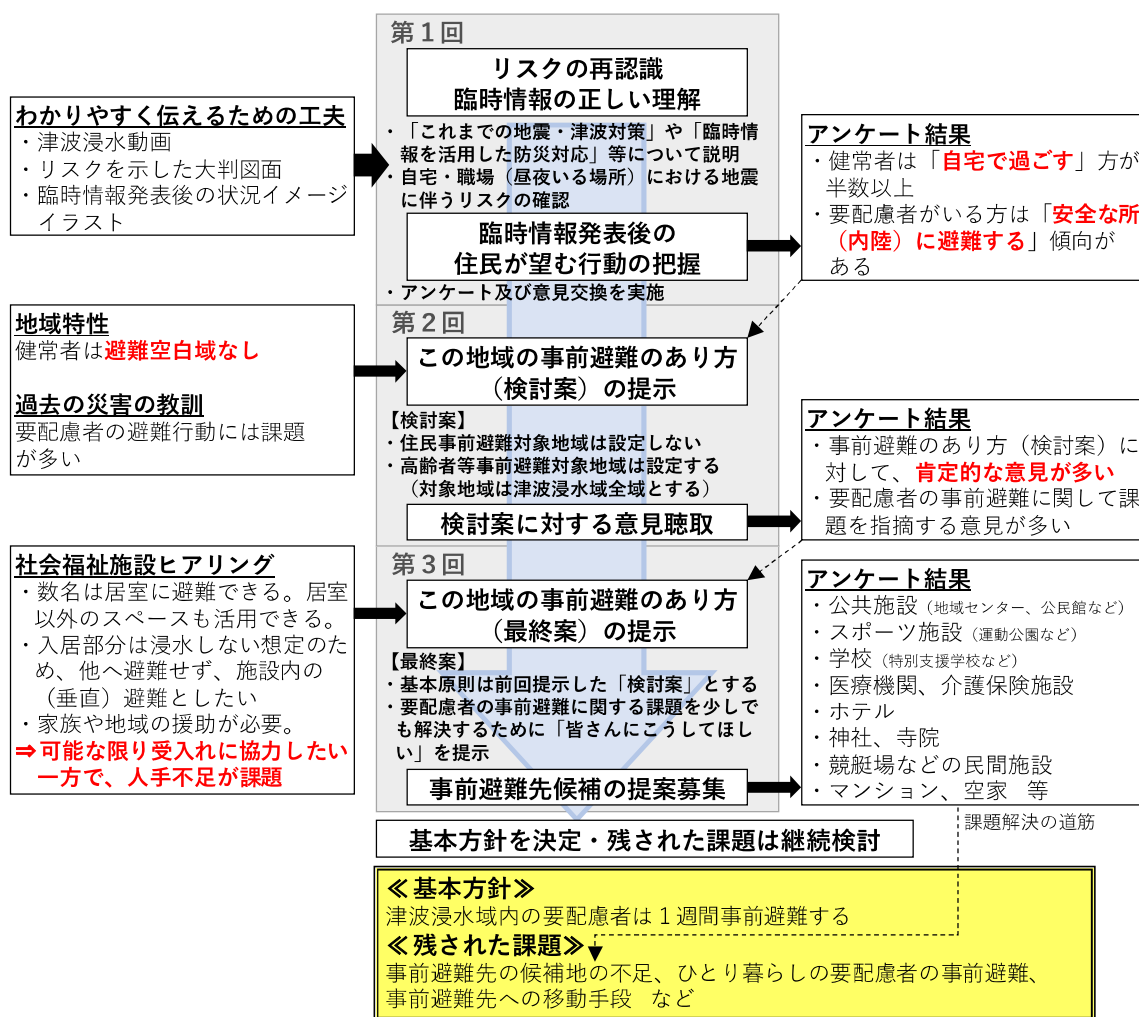 第１回
リスクの再認識
臨時情報の正しい理解
・「これまでの地震・津波対策」や「臨時情
報を活用した防災対応」等について説明
・自宅・職場（昼夜いる場所）における地震
に伴うリスクの確認
臨時情報発表後の
住民が望む行動の把握
・アンケート及び意見交換を実施
わかりやすく伝えるための工夫
・津波浸水動画
・リスクを示した大判図面
・臨時情報発表後の状況イメージ
イラスト
アンケート結果
・健常者は「自宅で過ごす」方が
半数以上
・要配慮者がいる方は「安全な所
（内陸）に避難する」傾向が
ある
第２回
この地域の事前避難のあり方
（検討案）の提示
【検討案】
・住民事前避難対象地域は設定しない
・高齢者等事前避難対象地域は設定する
（対象地域は津波浸水域全域とする）
検討案に対する意見聴取
地域特性
健常者は避難空白域なし
過去の災害の教訓
要配慮者の避難行動には課題
が多い
アンケート結果
・事前避難のあり方（検討案）に
対して、肯定的な意見が多い
・要配慮者の事前避難に関して課
題を指摘する意見が多い
第３回
この地域の事前避難のあり方
（最終案）の提示
【最終案】
・基本原則は前回提示した「検討案」とする
・要配慮者の事前避難に関する課題を少しで
も解決するために「皆さんにこうしてほし
い」を提示
事前避難先候補の提案募集
社会福祉施設ヒアリング
・数名は居室に避難できる。居室
以外のスペースも活用できる。
・入居部分は浸水しない想定のた
め、他へ避難せず、施設内の
（垂直）避難としたい
・家族や地域の援助が必要。
⇒可能な限り受入れに協力したい
一方で、人手不足が課題
アンケート結果
・公共施設（地域センター、公民館など）
・スポーツ施設（運動公園など）
・学校（特別支援学校など）
・医療機関、介護保険施設
・ホテル
・神社、寺院
・競艇場などの民間施設
・マンション、空家　等
課題解決の道筋
基本方針を決定・残された課題は継続検討
≪基本方針≫
津波浸水域内の要配慮者は１週間事前避難する
≪残された課題≫
事前避難先の候補地の不足、ひとり暮らしの要配慮者の事前避難、
事前避難先への移動手段　など